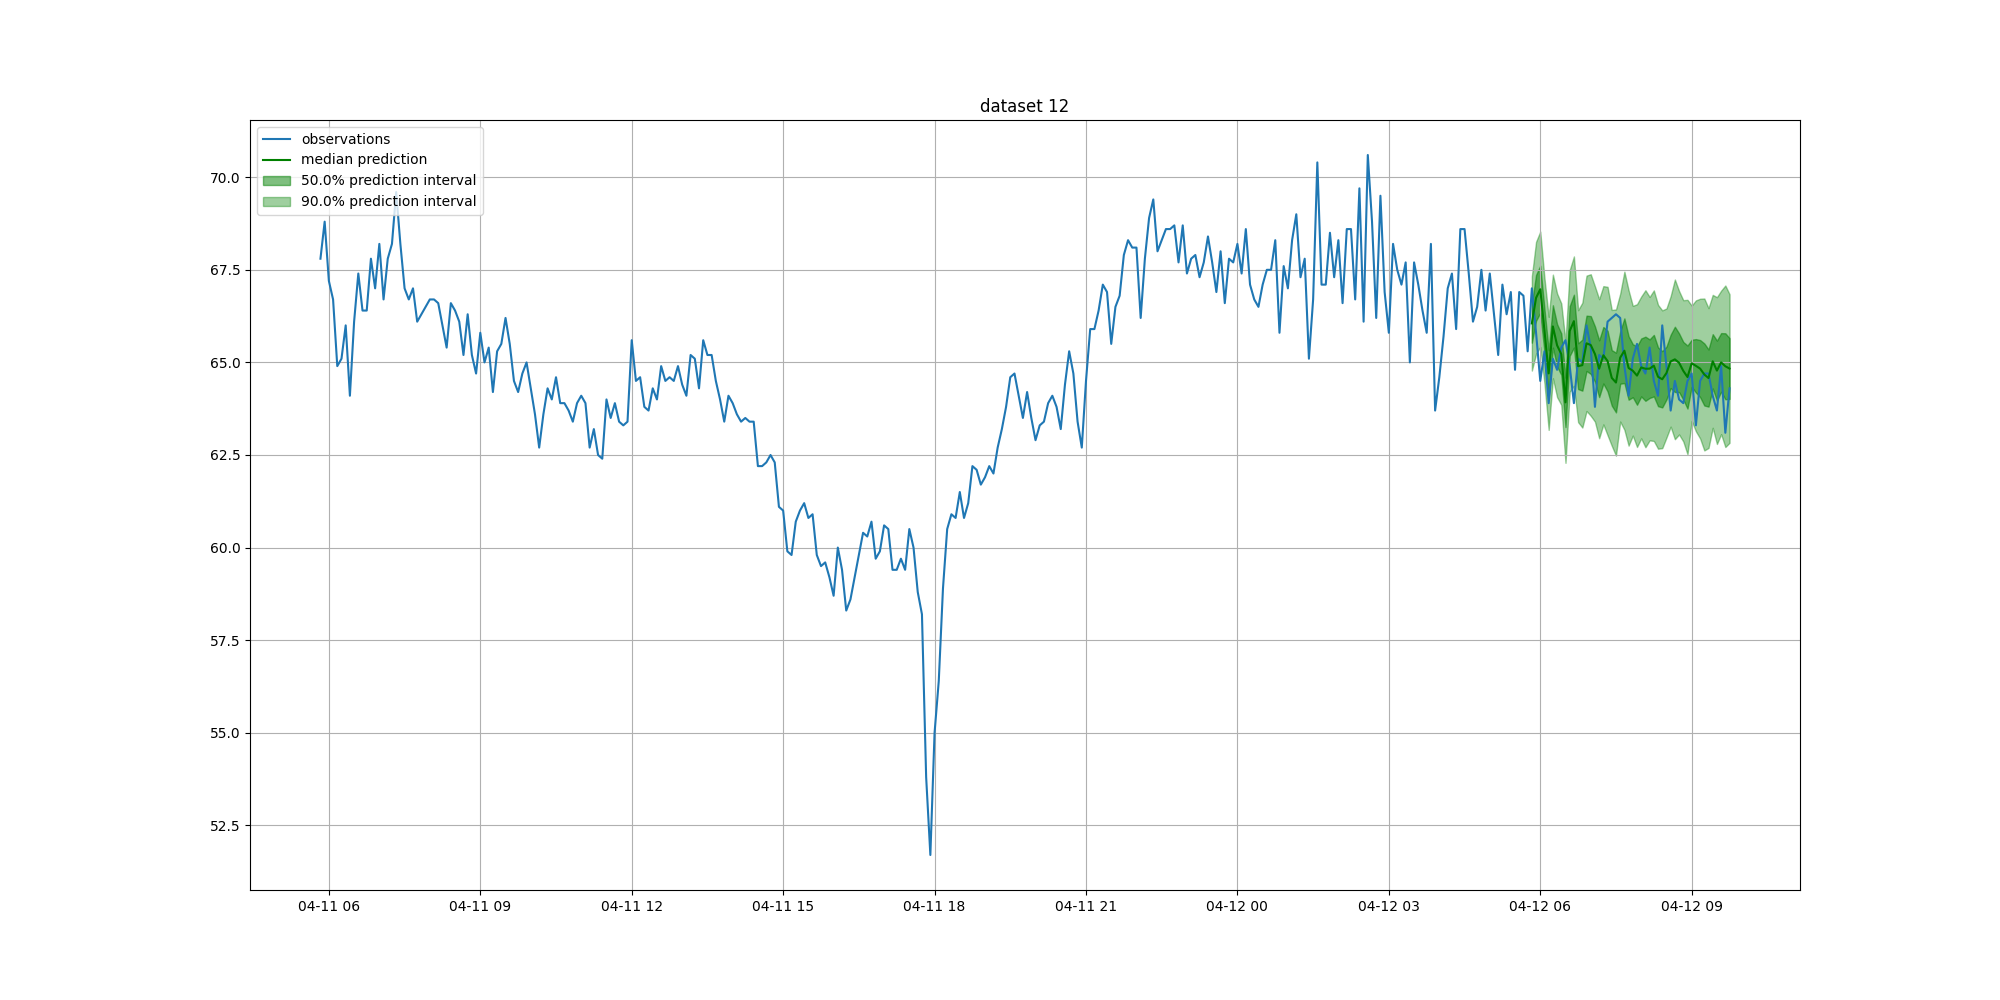 dataset 12
observations
median prediction
50.0% prediction interval
90.0% prediction interval
70.0
67.5
65.0
62.5
60.0
57.5
55.0
52.5
04-11 06 04-11 09 04-11 12 04-11 15 04-11 18 04-11 21 04-12 00 04-12 03 04-12 06 04-12 09